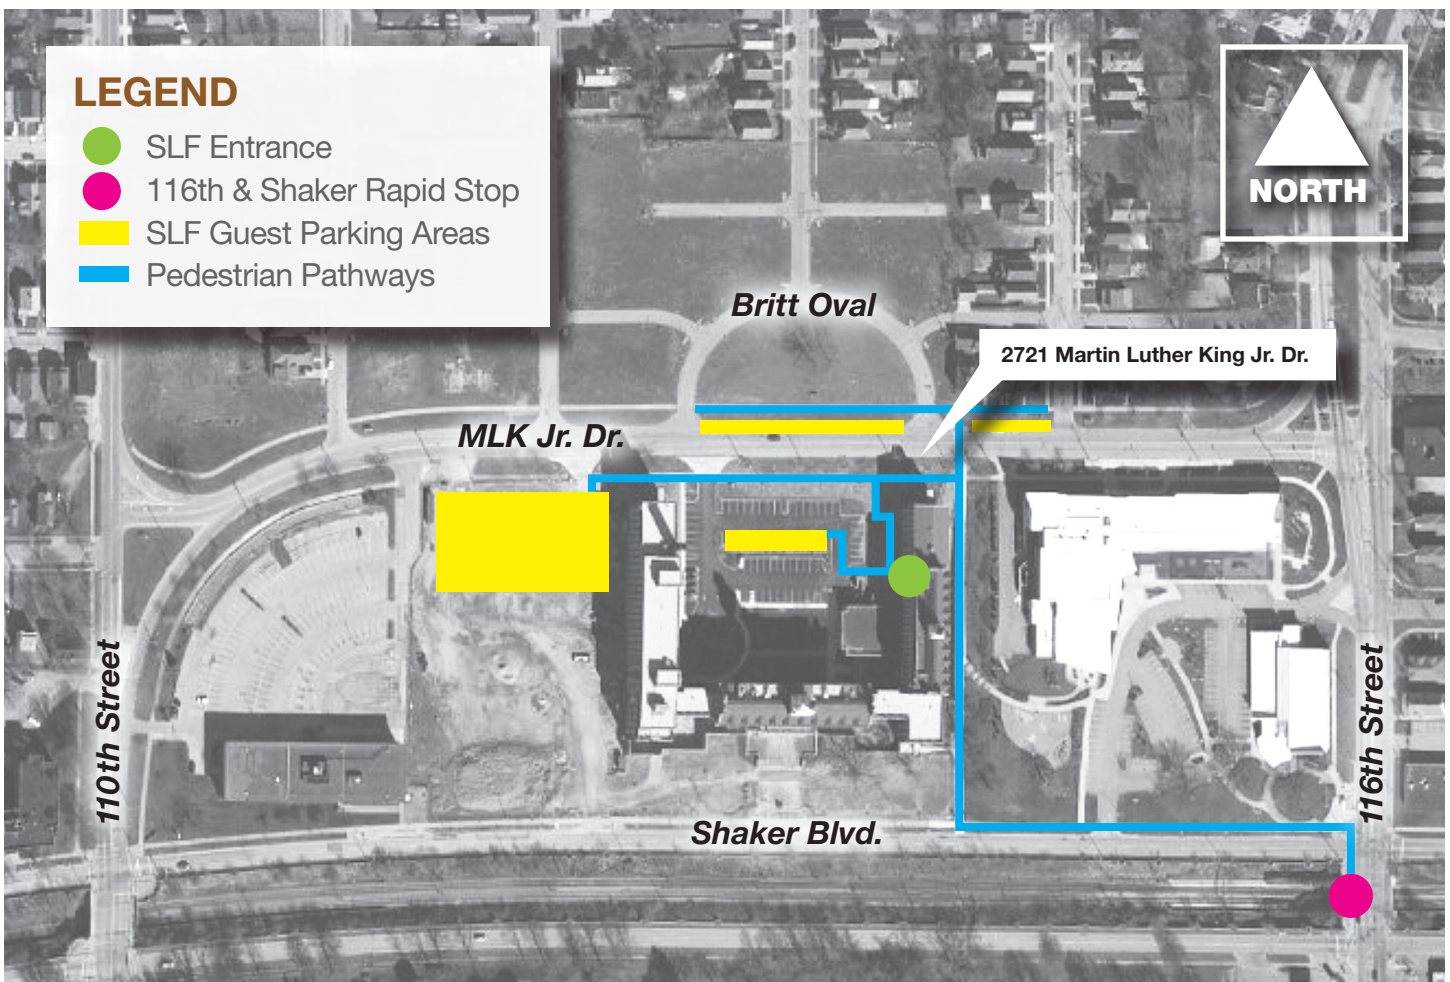 LEGEND
SLF Entrance
116th & Shaker Rapid Stop
SLF Guest Parking Areas
Pedestrian Pathways
NORTH
Britt Oval
2721 Martin Luther King Jr. Dr.
MLK Jr. Dr.
110th Street
116th Street
Shaker Blvd.